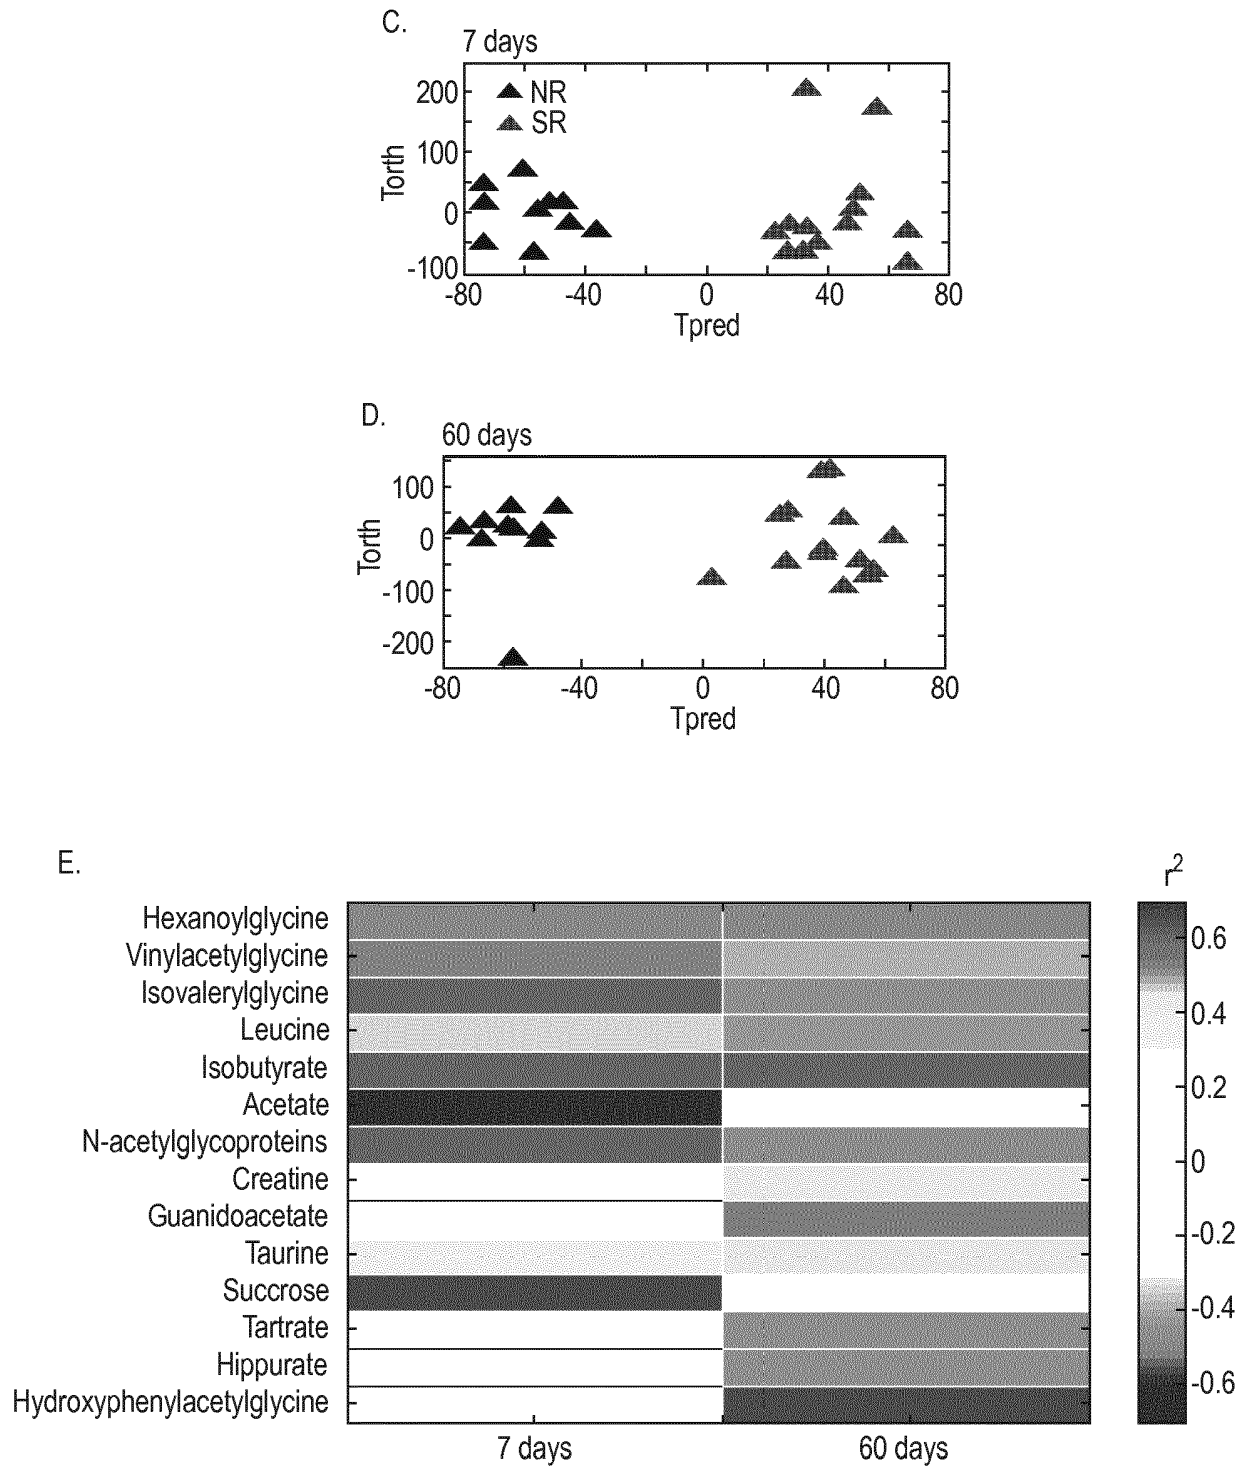 C.
7 days
NR
SR
200
100
0
-100
Torth
-80 -40 0 40 80
Tpred
D.
60 days
100
0
-100
-200
Torth
-80 -40 0 40 80
Tpred
E.
r²
Hexanoylglycine
Vinylacetylglycine
Isovalerylglycine
Leucine
Isobutyrate
Acetate
N-acetylglycoproteins
Creatine
Guanidoacetate
Taurine
Succrose
Tartrate
Hippurate
Hydroxyphenylacetylglycine
7 days 60 days
0.6
0.4
0.2
0
-0.2
-0.4
-0.6